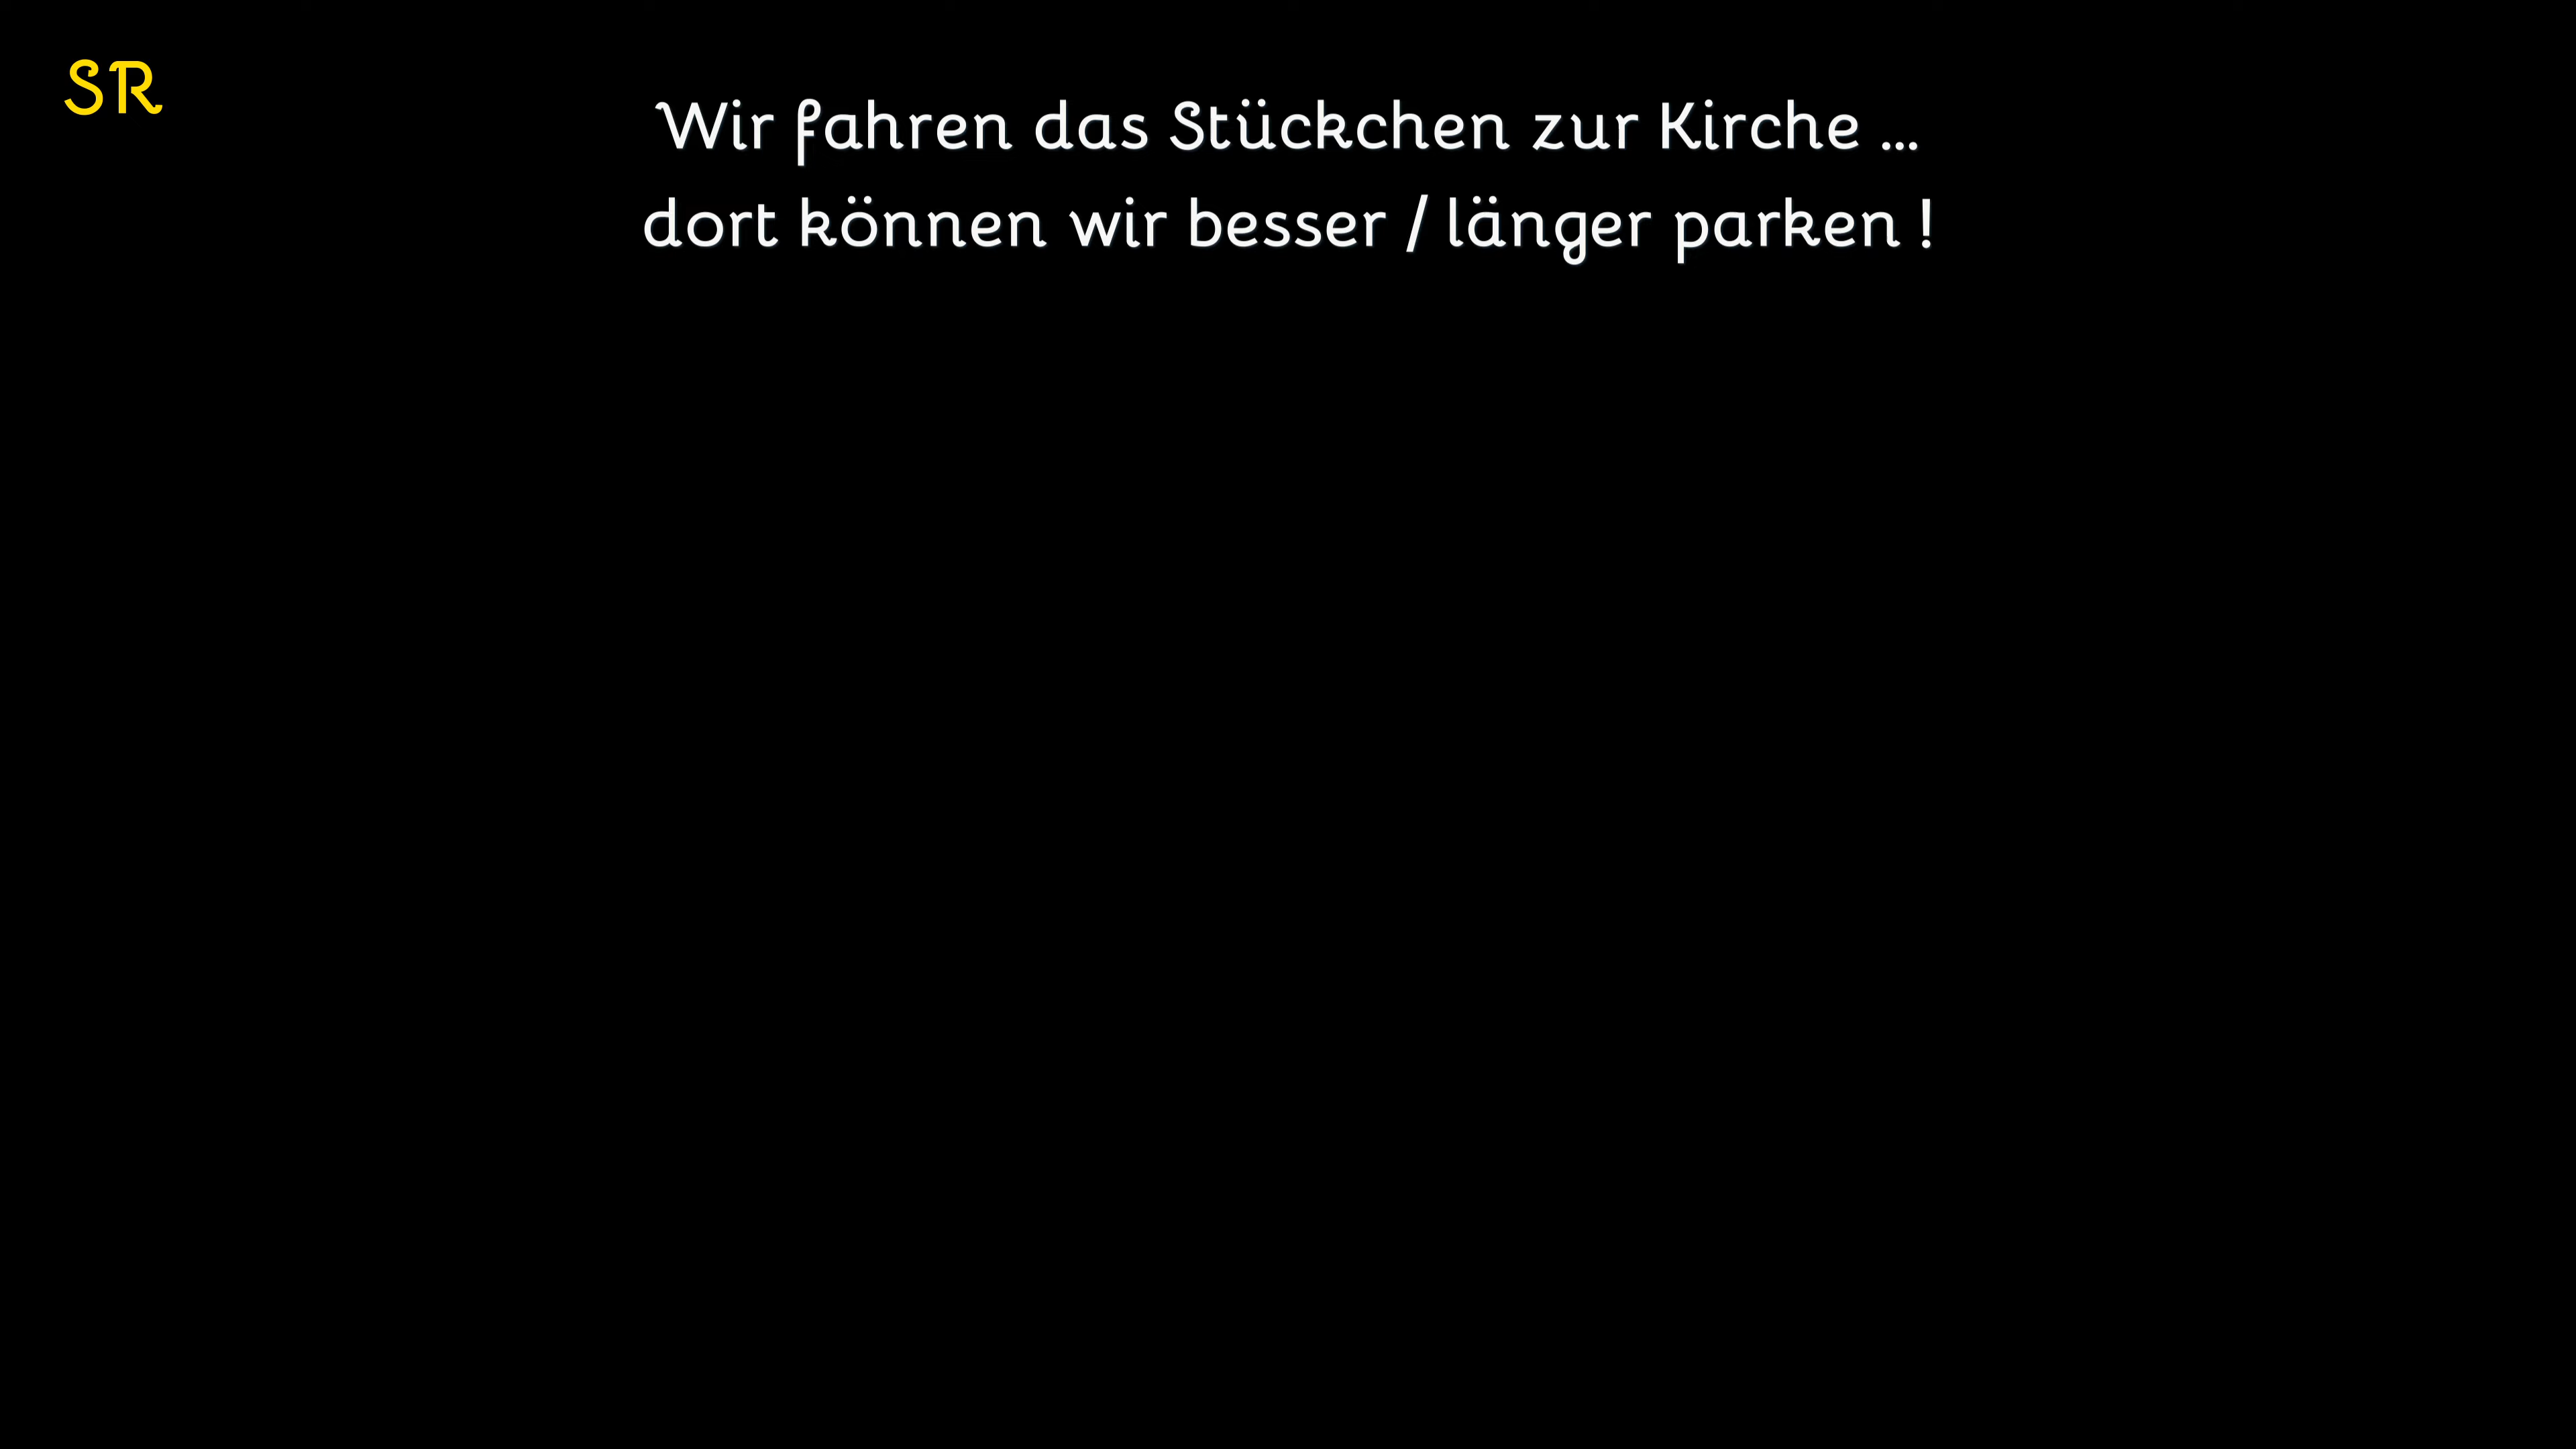 SR
Wir fahren das Stückchen zur Kirche ...
dort können wir besser / länger parken !